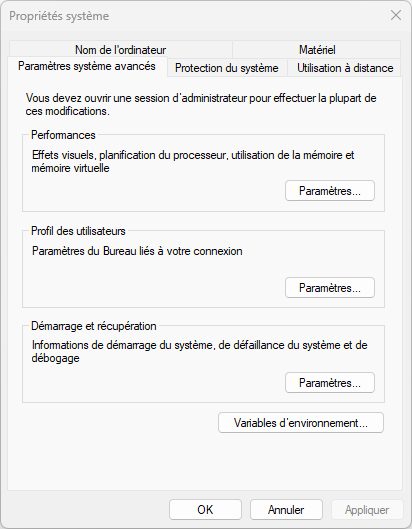 Propriétés système
Nom de l'ordinateur
Matériel
Paramètres système avancés
Protection du système
Utilisation à distance
Vous devez ouvrir une session d'administrateur pour effectuer la plupart de
ces modifications.
Performances
Effets visuels, planification du processeur, utilisation de la mémoire et
mémoire virtuelle
Paramètres...
Profil des utilisateurs
Paramètres du Bureau liés à votre connexion
Paramètres...
Démarrage et récupération
Informations de démarrage du système, de défaillance du système et de
débogage
Paramètres...
Variables d'environnement...
OK
Annuler
Appliquer